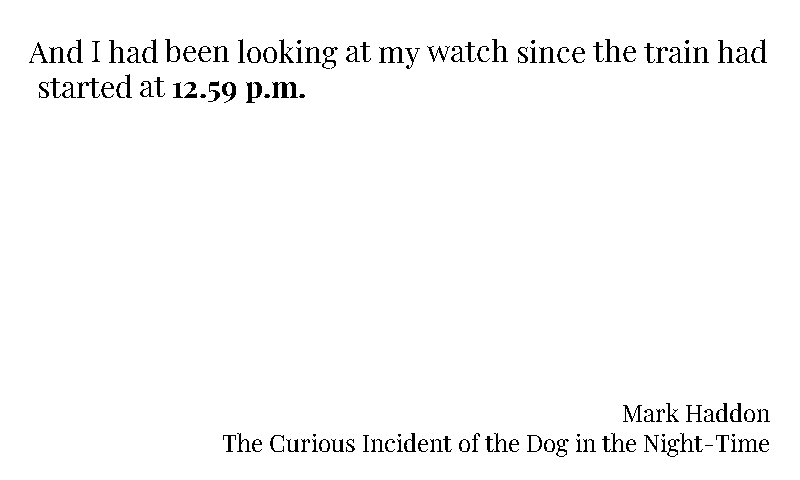 And I had been looking at my watch since the train had
started at 12.59 p.m.
Mark Haddon
The Curious Incident of the Dog in the Night-Time